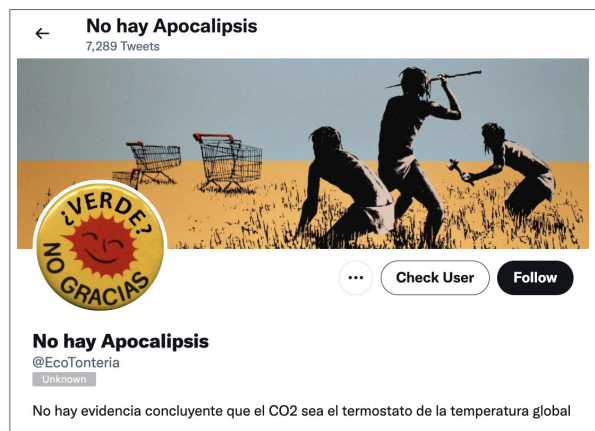 No hay Apocalipsis
7,289 Tweets
¿VERDE?
NO GRACIAS
Check User
Follow
No hay Apocalipsis
@EcoTonteria
Unknown
No hay evidencia concluyente que el CO2 sea el termostato de la temperatura global